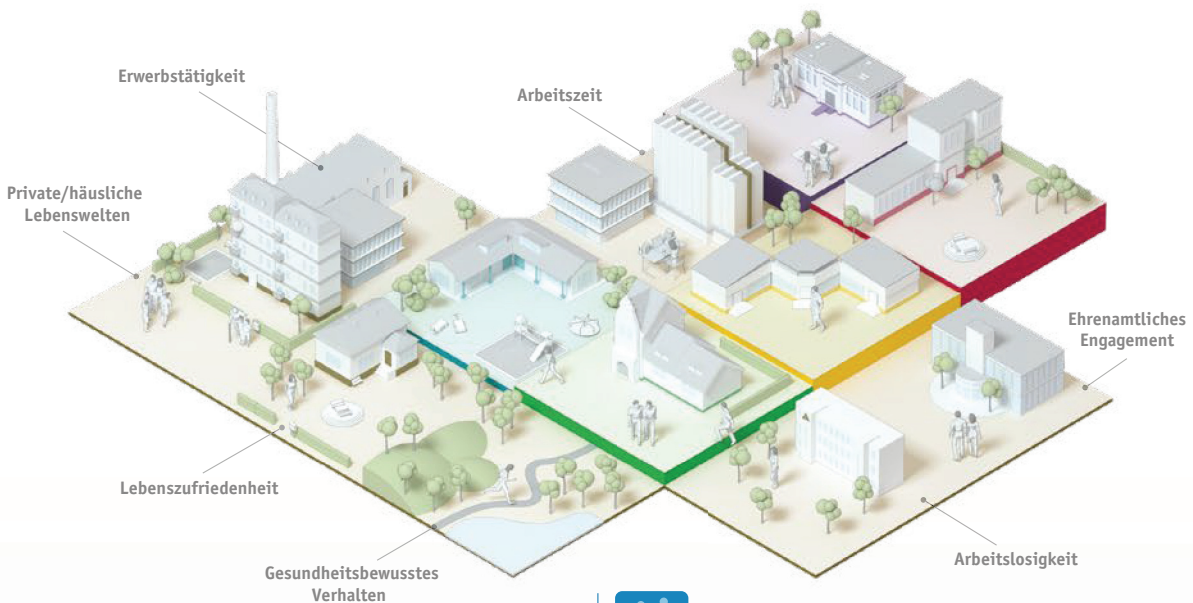 Erwerbstätigkeit
Arbeitszeit
Private/häusliche
Lebenswelten
Ehrenamtliches
Engagement
Lebenszufriedenheit
Arbeitslosigkeit
Gesundheitsbewusstes
Verhalten